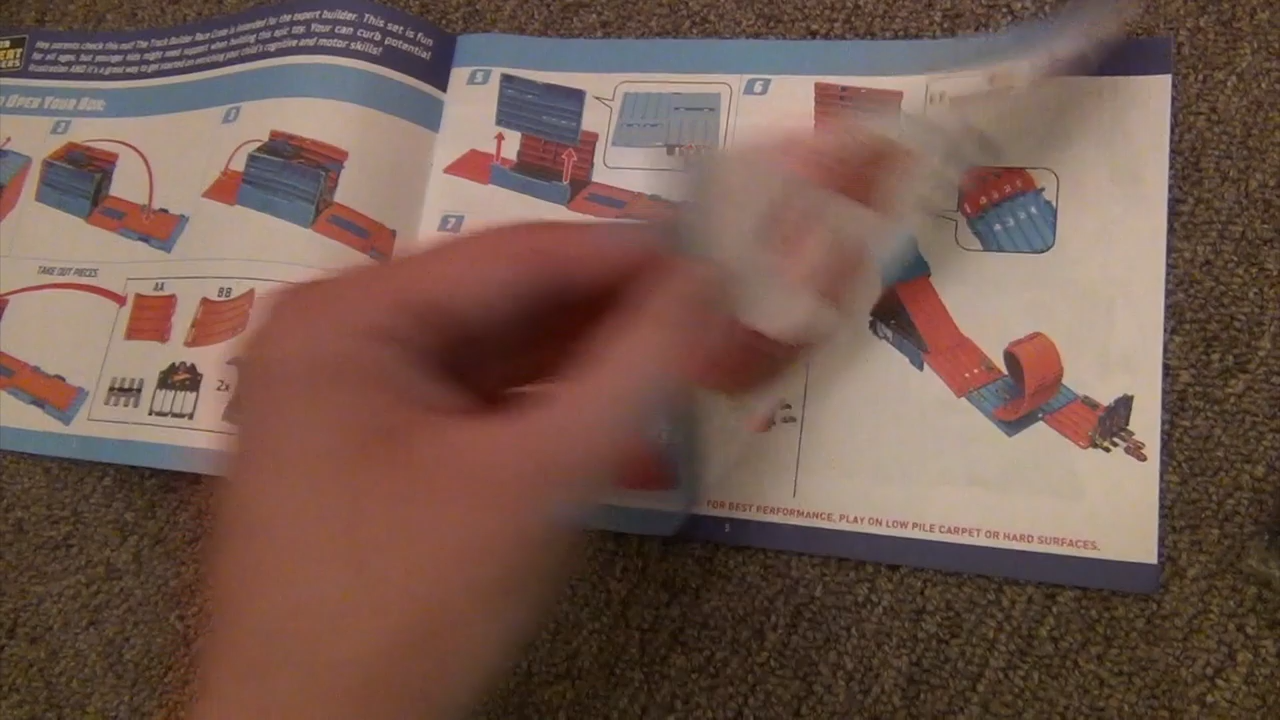 Hey parents check this out! The Track Builder Race Crate is intended for the expert builder. This set is fun
for all ages, but younger kids might need support when building this epic toy. Your can curb potential
frustration AND it's a great way to get started on enriching your child's cognitive and motor skills!
OPEN YOUR BOX:
2
3
TAKE OUT PIECES
AA
BB
2x
5
6
7
FOR BEST PERFORMANCE, PLAY ON LOW PILE CARPET OR HARD SURFACES.
5